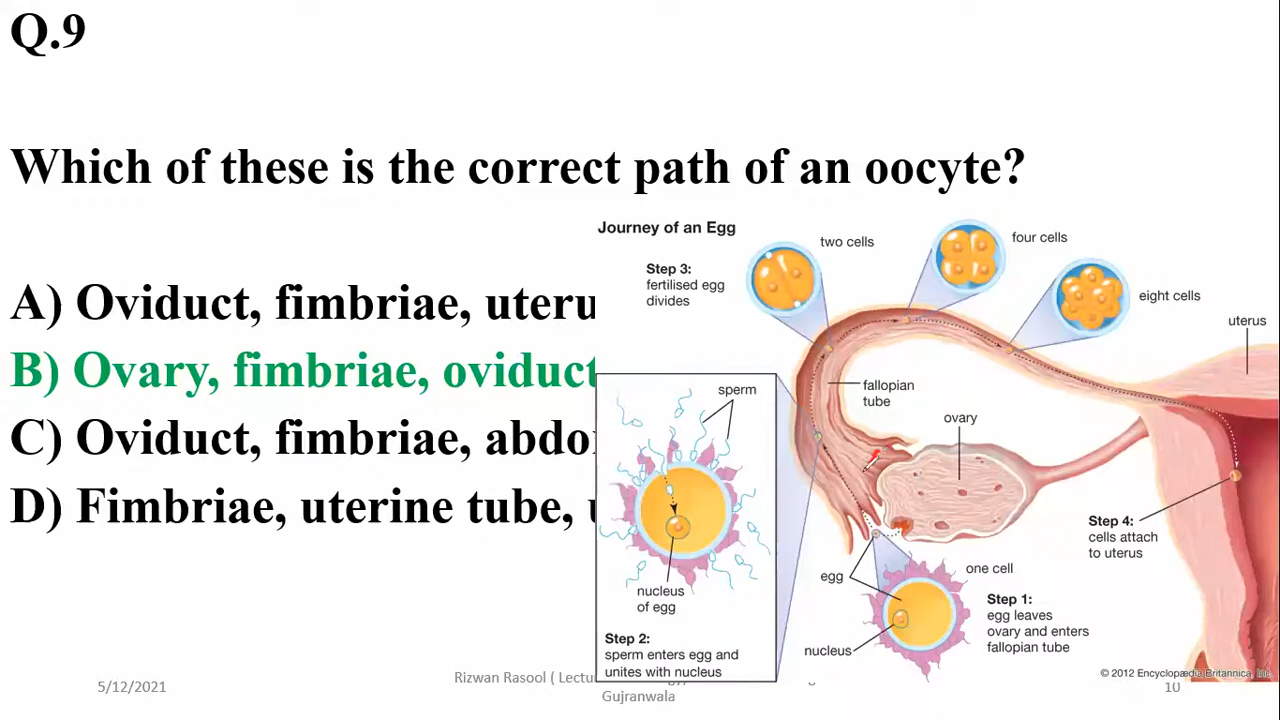 Q.9
Which of these is the correct path of an oocyte?
A) Oviduct, fimbriae,
B) Ovary, fimbriae, oviduct
C) Oviduct, fimbriae,
D) Fimbriae, uterine tube,
Journey of an Egg
two cells
four cells
eight cells
Step 3:
fertilised egg
divides
uterus
fallopian
tube
sperm
ovary
Step 4:
cells attach
to uterus
nucleus
of egg
egg
one cell
Step 1:
egg leaves
ovary and enters
fallopian tube
nucleus
Step 2:
sperm enters egg and
unites with nucleus
© 2012 Encyclopædia Britannica, Inc.
5/12/2021
Rizwan Rasool (
Gujranwala
10